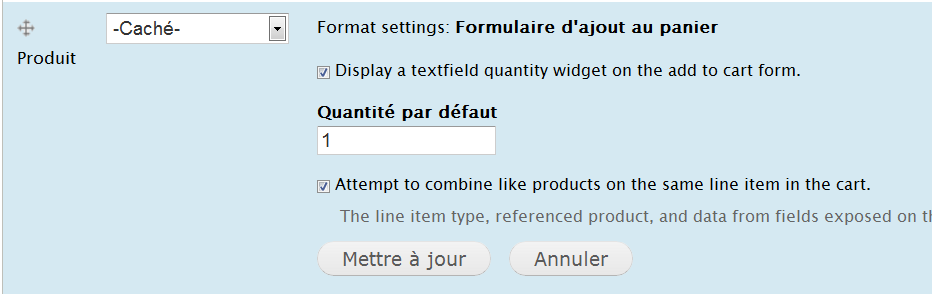 -Caché-
Produit
Format settings: Formulaire d'ajout au panier
Display a textfield quantity widget on the add to cart form.
Quantité par défaut
1
Attempt to combine like products on the same line item in the cart.
The line item type, referenced product, and data from fields exposed on
Mettre à jour
Annuler